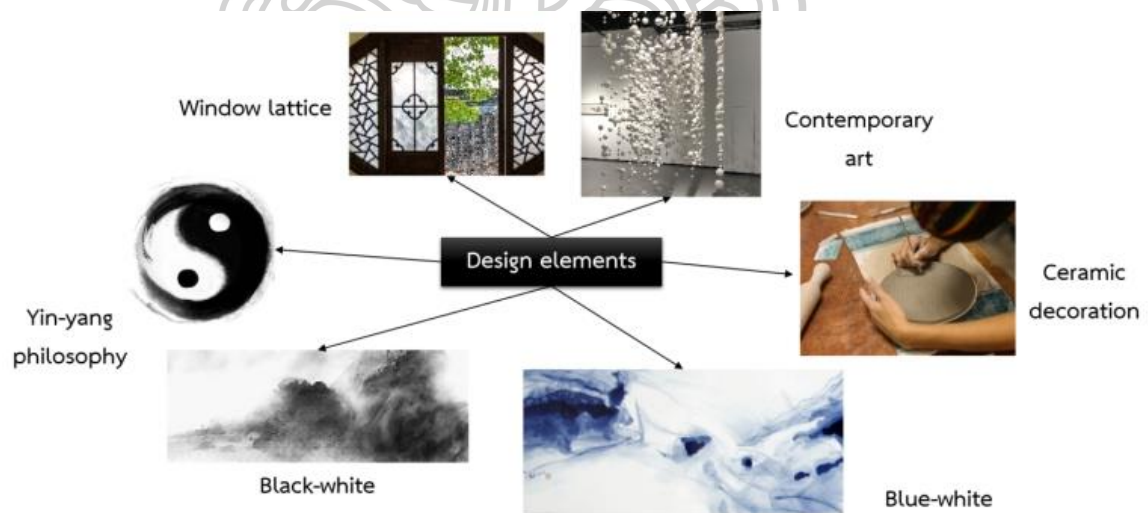 Window lattice
Contemporary
art
Design elements
Ceramic
decoration
Yin-yang
philosophy
Black-white
Blue-white